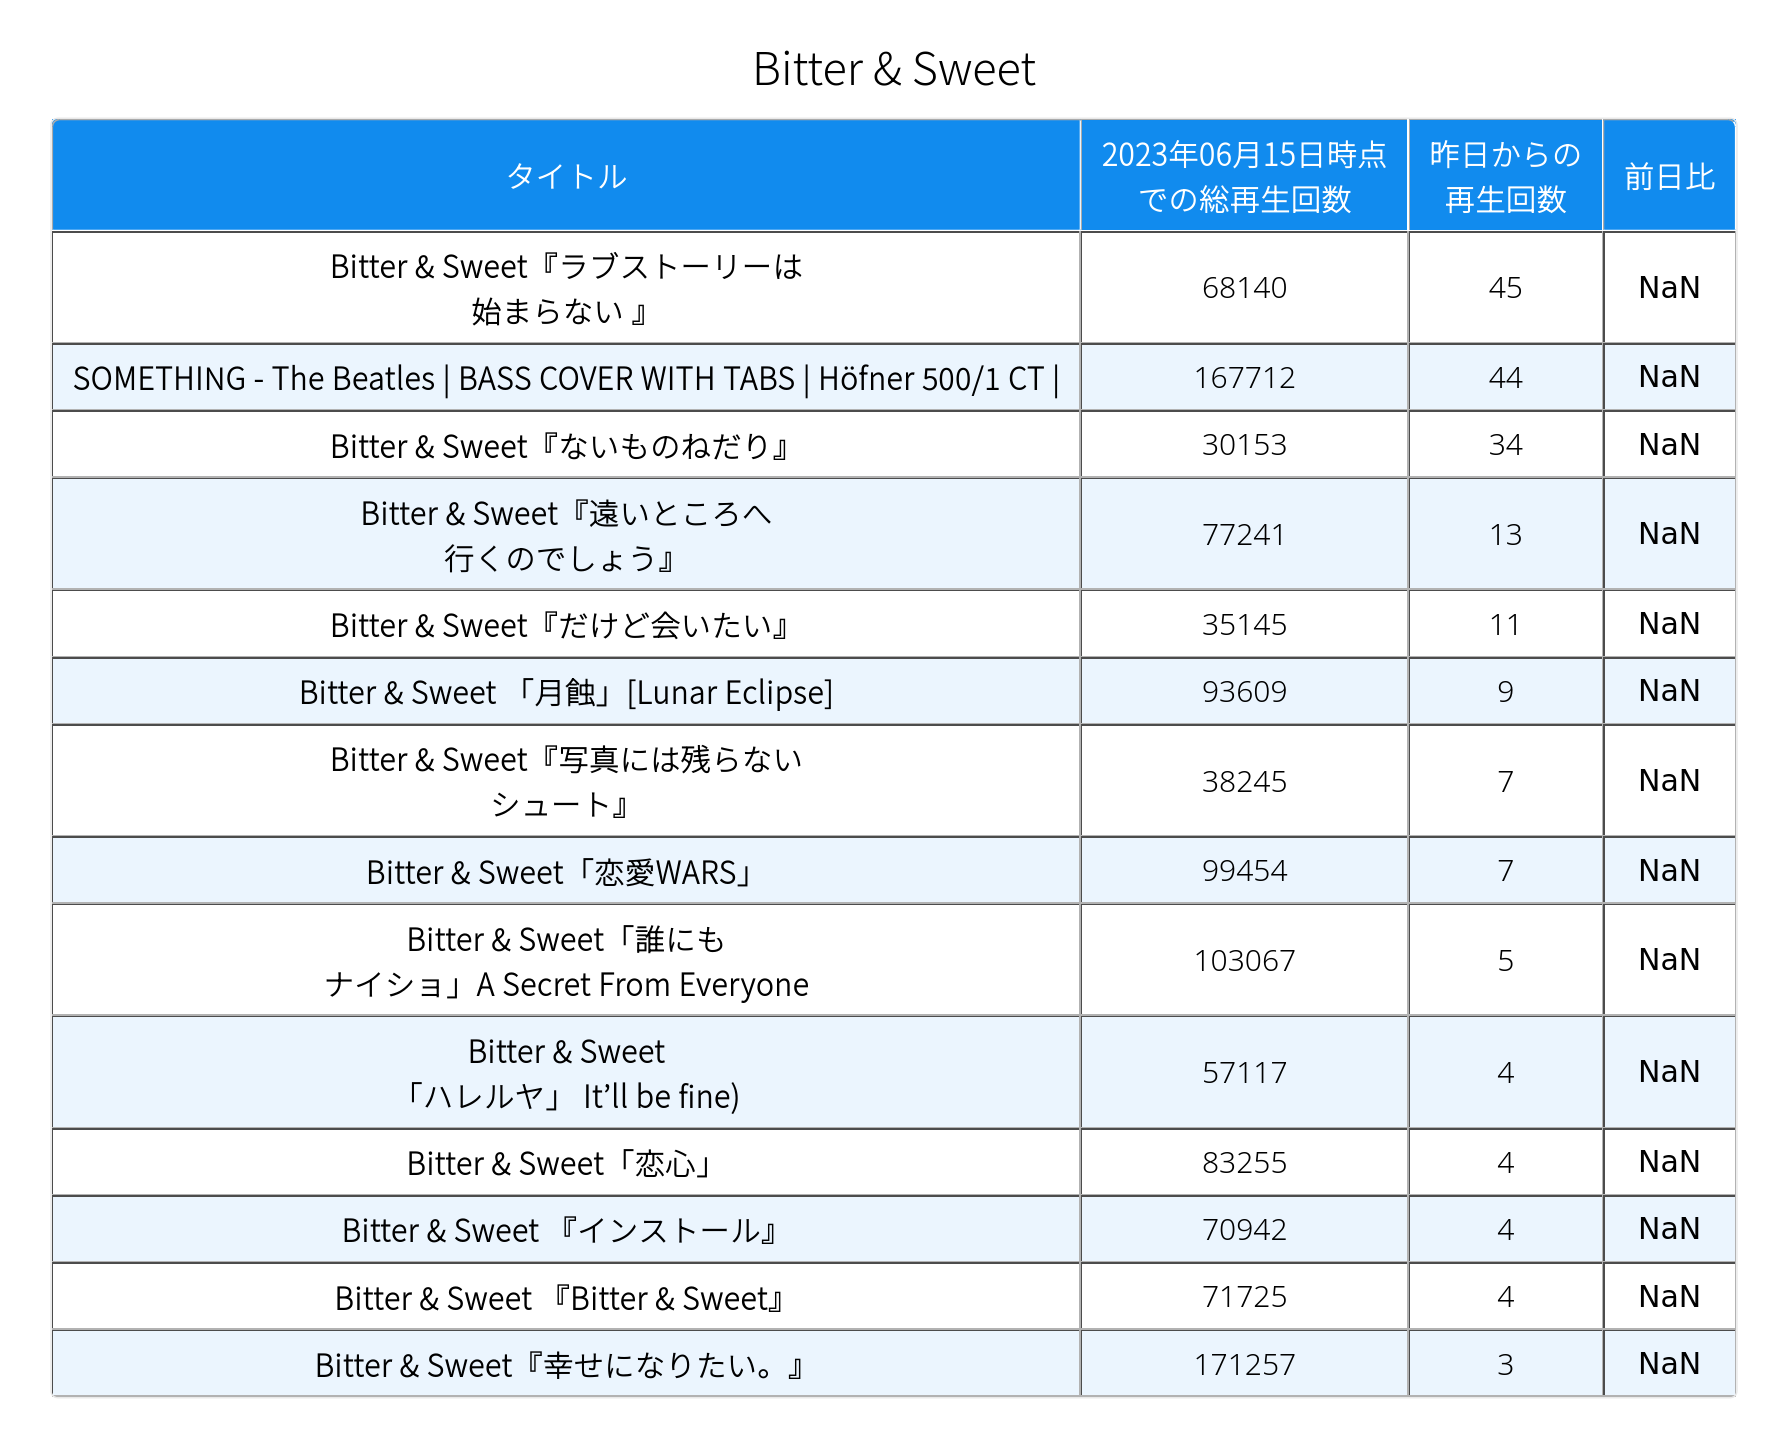 Bitter & Sweet
タイトル
2023年06月15日時点
での総再生回数
昨日からの
再生回数
前日比
Bitter & Sweet『ラブストーリーは
始まらない 』
68140
45
NaN
SOMETHING - The Beatles | BASS COVER WITH TABS | Höfner 500/1 CT |
167712
44
NaN
Bitter & Sweet『ないものねだり』
30153
34
NaN
Bitter & Sweet『遠いところへ
行くのでしょう』
77241
13
NaN
Bitter & Sweet『だけど会いたい』
35145
11
NaN
Bitter & Sweet 「月蝕」[Lunar Eclipse]
93609
9
NaN
Bitter & Sweet『写真には残らない
シュート』
38245
7
NaN
Bitter & Sweet「恋愛WARS」
99454
7
NaN
Bitter & Sweet「誰にも
ナイショ」A Secret From Everyone
103067
5
NaN
Bitter & Sweet
「ハレルヤ」 It’ll be fine)
57117
4
NaN
Bitter & Sweet「恋心」
83255
4
NaN
Bitter & Sweet 『インストール』
70942
4
NaN
Bitter & Sweet 『Bitter & Sweet』
71725
4
NaN
Bitter & Sweet『幸せになりたい。』
171257
3
NaN